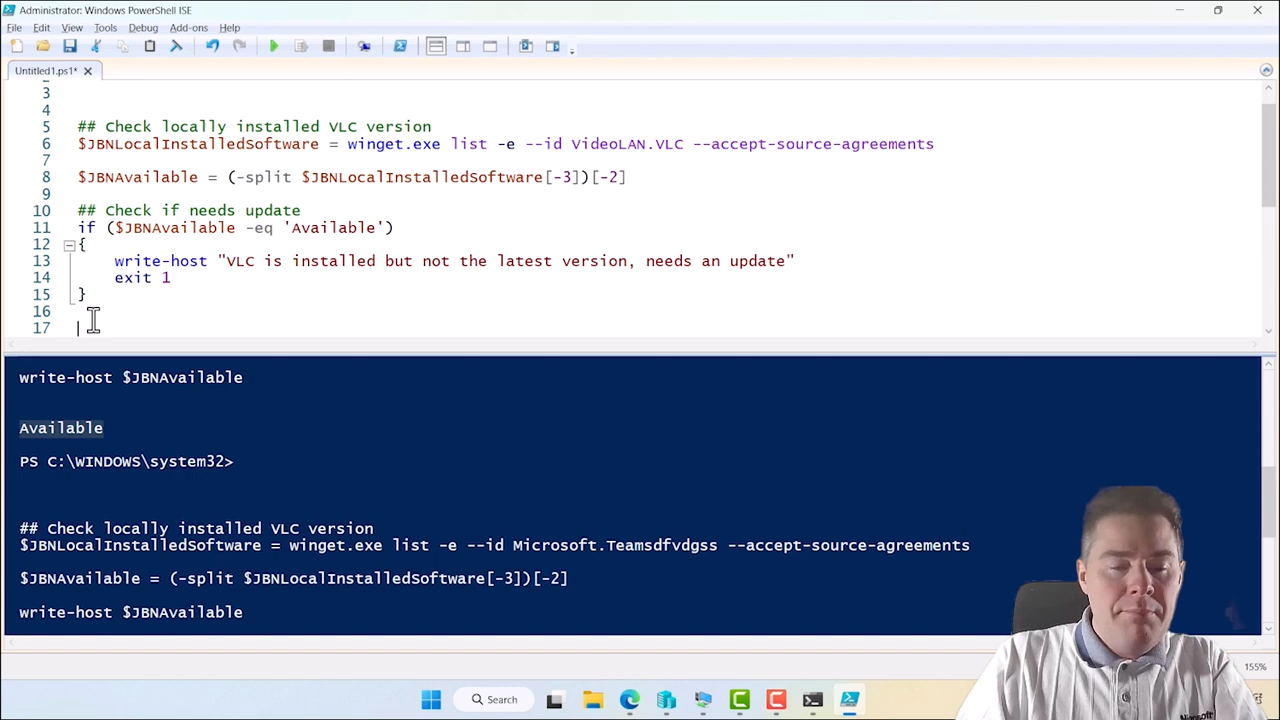 Administrator: Windows PowerShell ISE
File Edit View Tools Debug Add-ons Help
Untitled1.ps1*
2
3
4
5 ## Check locally installed VLC version
6 $JBNLocalInstalledSoftware = winget.exe list -e --id VideoLAN.VLC --accept-source-agreements
7
8 $JBNAvailable = (-split $JBNLocalInstalledSoftware[-3])[-2]
9
10 ## Check if needs update
11 if ($JBNAvailable -eq 'Available')
12 {
13 write-host "VLC is installed but not the latest version, needs an update"
14 exit 1
15 }
16
17
write-host $JBNAvailable
Available
PS C:\WINDOWS\system32>
## Check locally installed VLC version
$JBNLocalInstalledSoftware = winget.exe list -e --id Microsoft.Teamsdfvdgss --accept-source-agreements
$JBNAvailable = (-split $JBNLocalInstalledSoftware[-3])[-2]
write-host $JBNAvailable
155%
Search